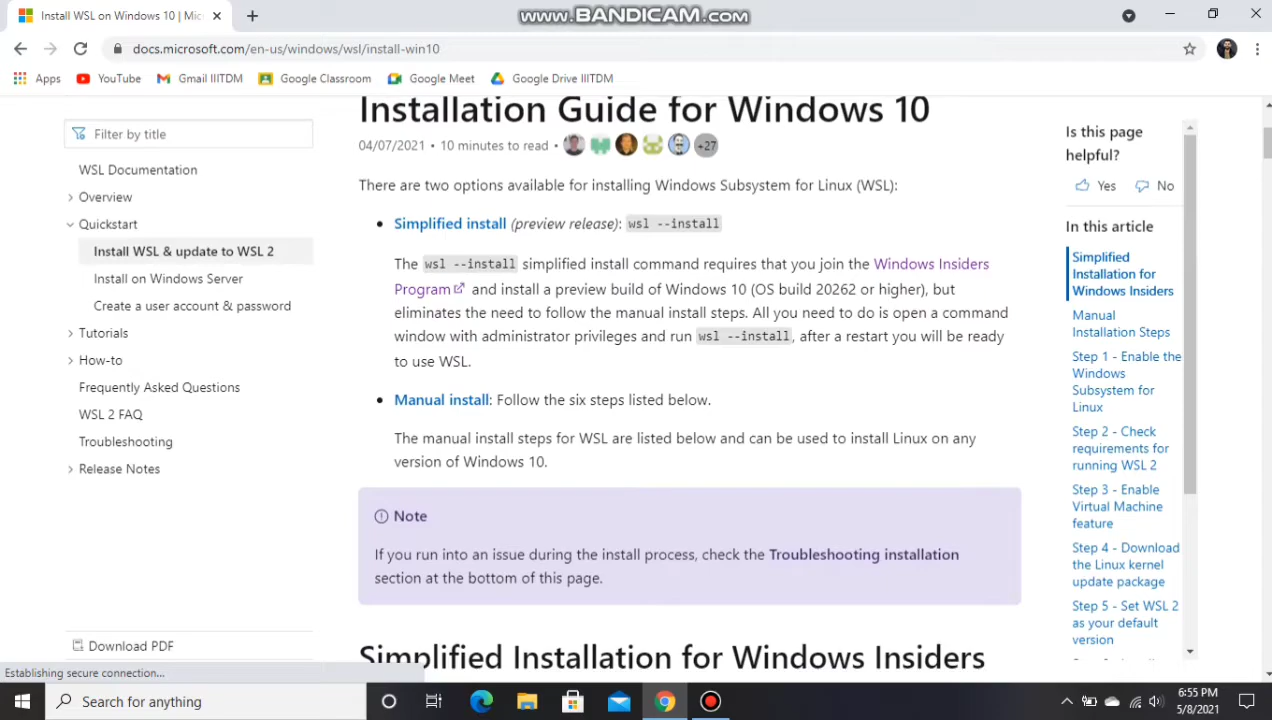 Install WSL on Windows 10 | Mic
www.BANDICAM.com
docs.microsoft.com/en-us/windows/wsl/install-win10
Apps
YouTube
Gmail IIITDM
Google Classroom
Google Meet
Google Drive IIITDM
Filter by title
WSL Documentation
Overview
Quickstart
Install WSL & update to WSL 2
Install on Windows Server
Create a user account & password
Tutorials
How-to
Frequently Asked Questions
WSL 2 FAQ
Troubleshooting
Release Notes
Download PDF
Installation Guide for Windows 10
04/07/2021 • 10 minutes to read •
+27
There are two options available for installing Windows Subsystem for Linux (WSL):
• Simplified install (preview release): wsl --install
The wsl --install simplified install command requires that you join the Windows Insiders
Program and install a preview build of Windows 10 (OS build 20262 or higher), but
eliminates the need to follow the manual install steps. All you need to do is open a command
window with administrator privileges and run wsl --install, after a restart you will be ready
to use WSL.
• Manual install: Follow the six steps listed below.
The manual install steps for WSL are listed below and can be used to install Linux on any
version of Windows 10.
Note
If you run into an issue during the install process, check the Troubleshooting installation
section at the bottom of this page.
Simplified Installation for Windows Insiders
Is this page
helpful?
Yes
No
In this article
Simplified
Installation for
Windows Insiders
Manual
Installation Steps
Step 1 - Enable the
Windows
Subsystem for
Linux
Step 2 - Check
requirements for
running WSL 2
Step 3 - Enable
Virtual Machine
feature
Step 4 - Download
the Linux kernel
update package
Step 5 - Set WSL 2
as your default
version
Establishing secure connection...
Search for anything
6:55 PM
5/8/2021